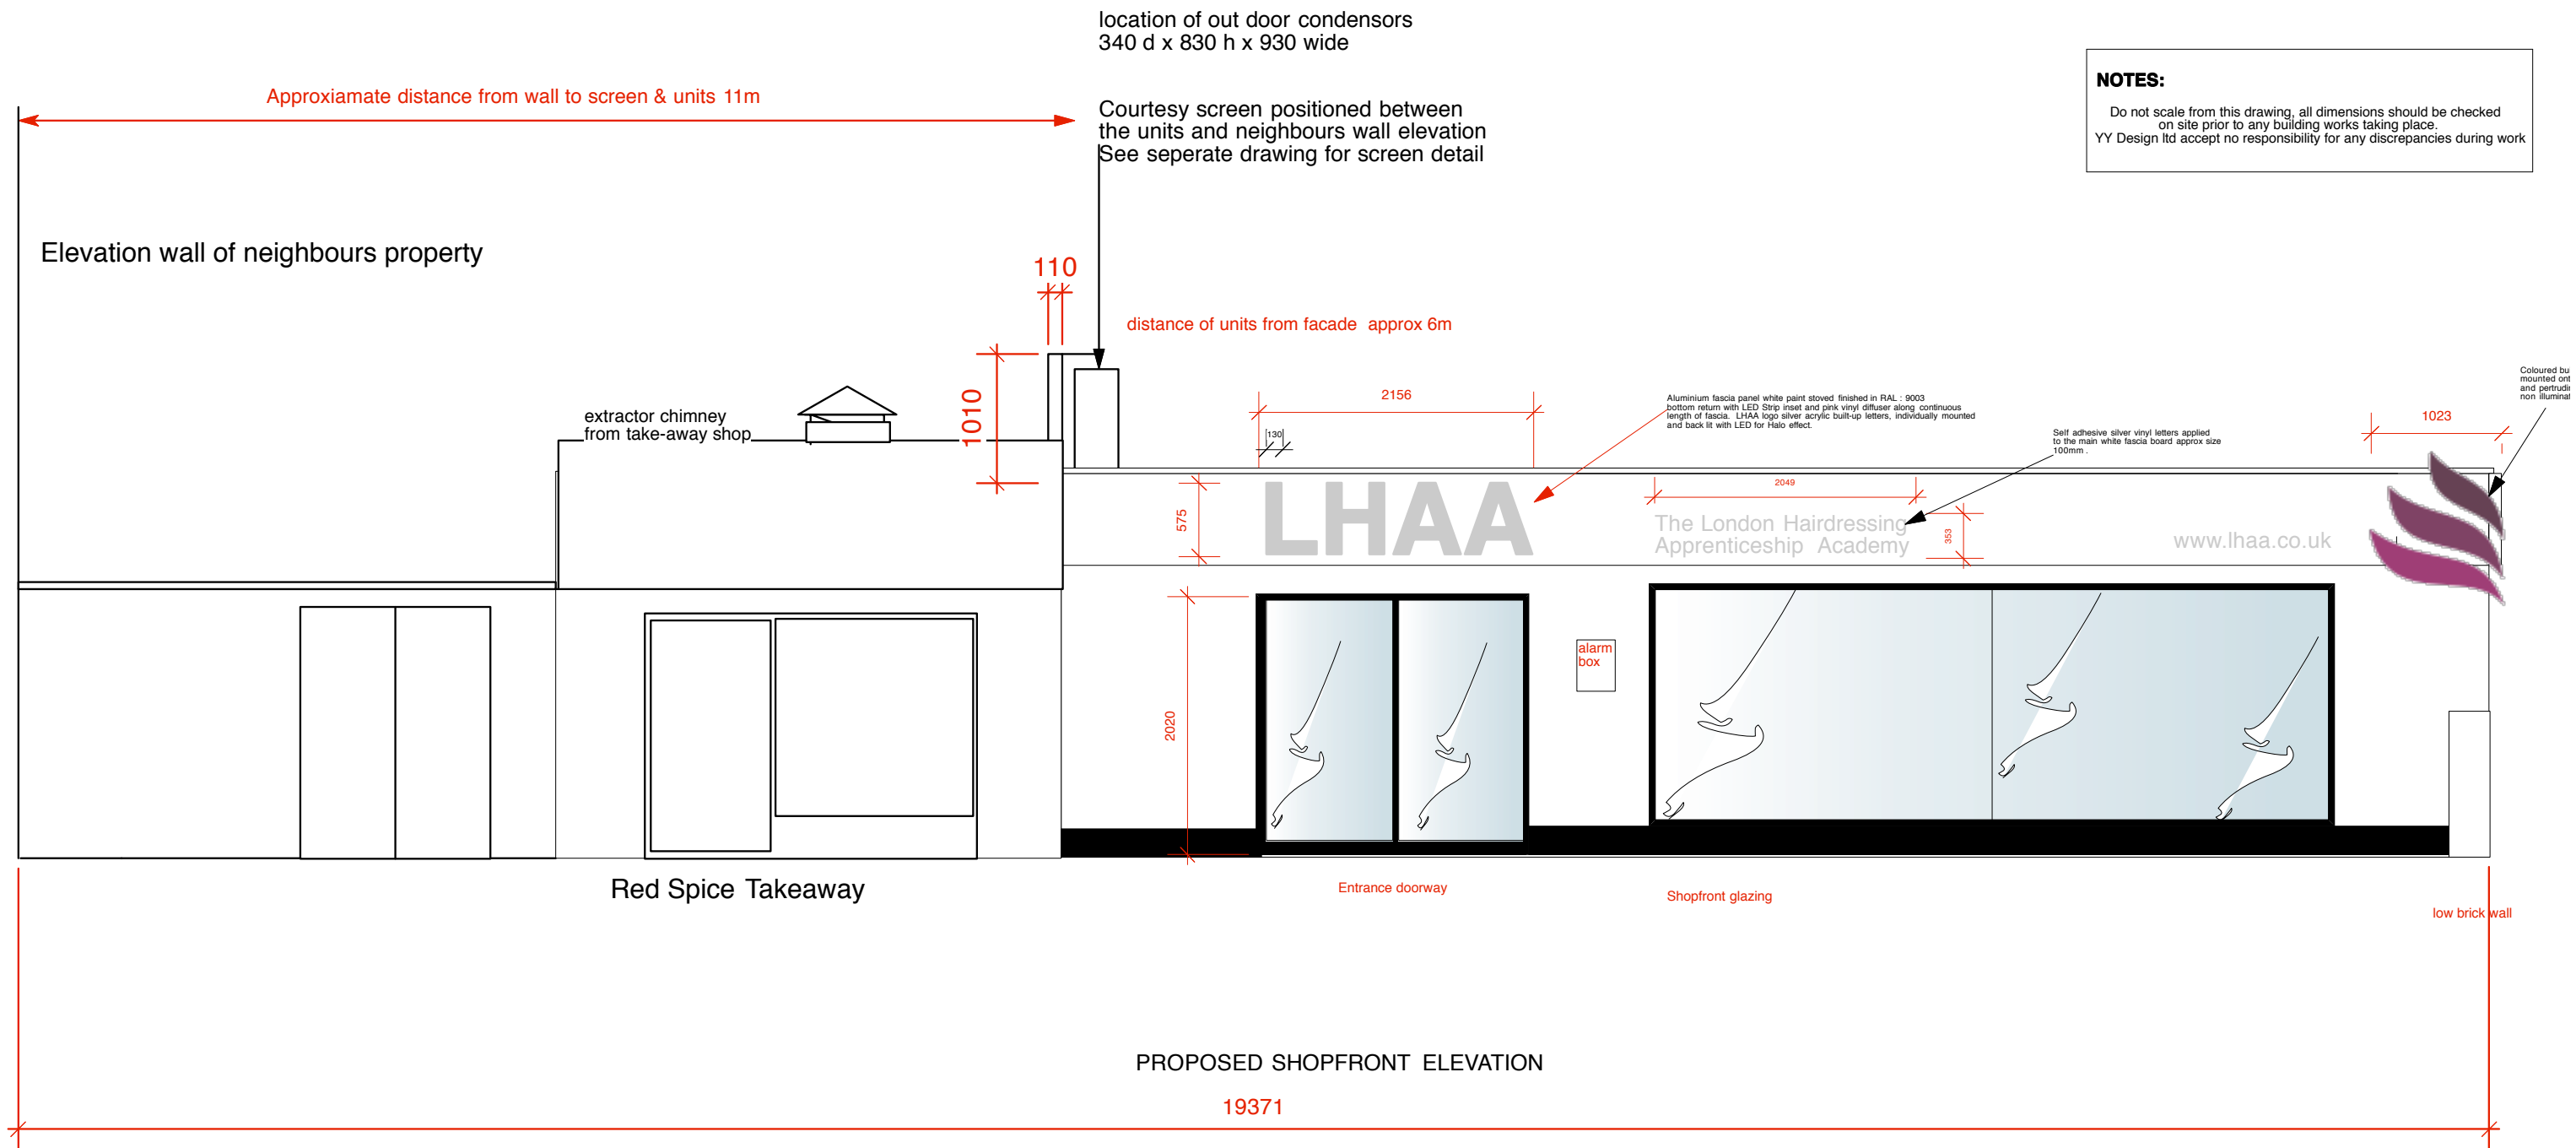 location of out door condensors
340 d x 830 h x 930 wide
NOTES:
Do not scale from this drawing, all dimensions should be checked
on site prior to any building works taking place.
YY Design ltd accept no responsibility for any discrepancies during work
Approxiamate distance from wall to screen & units 11m
Courtesy screen positioned between
the units and neighbours wall elevation
See seperate drawing for screen detail
Elevation wall of neighbours property
110
distance of units from facade approx 6m
1010
extractor chimney
from take-away shop
2156
130
Aluminium fascia panel white paint stoved finished in RAL : 9003
bottom return with LED Strip inset and pink vinyl diffuser along continuous
length of fascia. LHAA logo silver acrylic built-up letters, individually mounted
and back lit with LED for Halo effect.
Self adhesive silver vinyl letters applied
to the main white fascia board approx size
100mm .
1023
Coloured bu
mounted ont
and pertrudi
non illuminat
575
LHAA
2049
The London Hairdressing
Apprenticeship Academy
353
www.lhaa.co.uk
2020
alarm
box
Red Spice Takeaway
Entrance doorway
Shopfront glazing
low brick wall
PROPOSED SHOPFRONT ELEVATION
19371